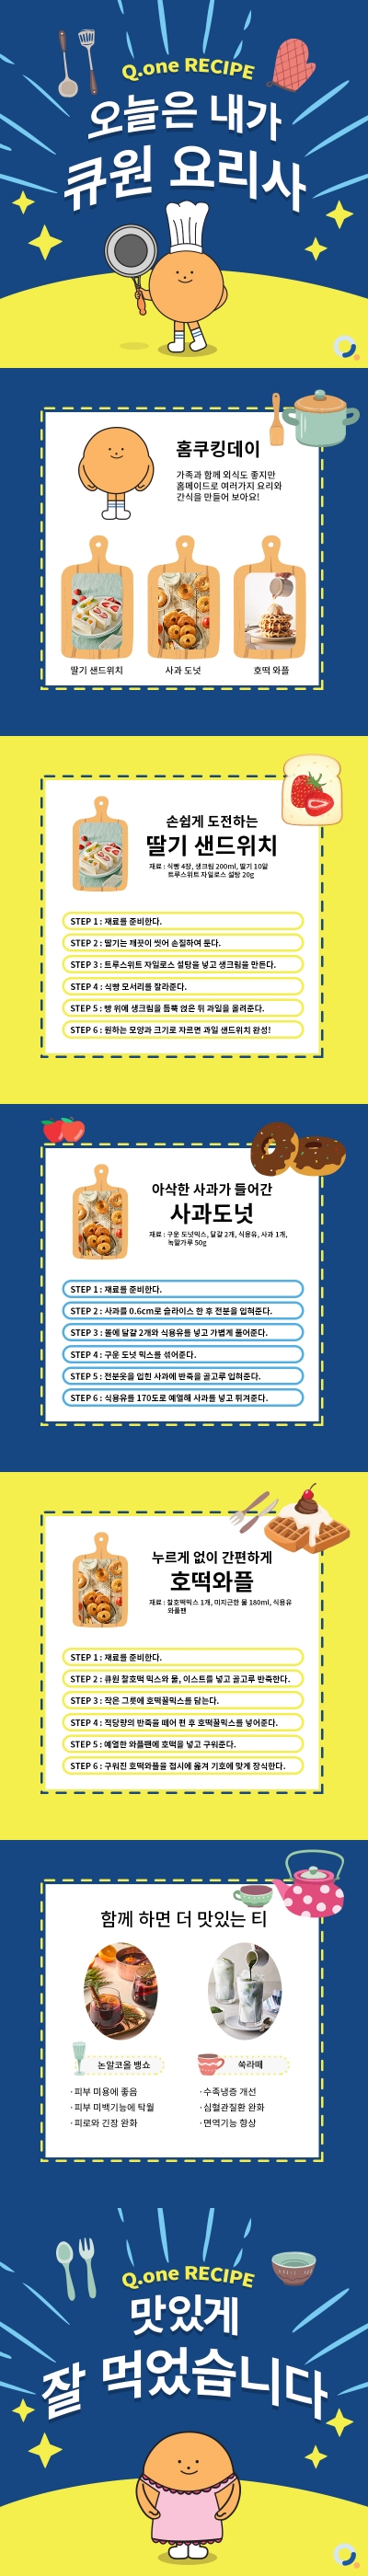 Q.one RECIPE
오늘은 내가
큐원 요리사
홈쿠킹데이
가족과 함께 외식도 좋지만
홈메이드로 여러가지 요리와
간식을 만들어 보아요!
딸기 샌드위치
사과 도넛
호떡 와플
손쉽게 도전하는
딸기 샌드위치
재료 : 식빵 4장, 생크림 200ml, 딸기 10알
트루스위트 자일로스 설탕 20g
STEP 1 : 재료를 준비한다.
STEP 2 : 딸기는 깨끗이 씻어 손질하여 둔다.
STEP 3 : 트루스위트 자일로스 설탕을 넣고 생크림을 만든다.
STEP 4 : 식빵 모서리를 잘라준다.
STEP 5 : 빵 위에 생크림을 듬뿍 얹은 뒤 과일을 올려준다.
STEP 6 : 원하는 모양과 크기로 자르면 과일 샌드위치 완성!
아삭한 사과가 들어간
사과도넛
재료 : 구운 도넛믹스, 달걀 2개, 식용유, 사과 1개,
녹말가루 50g
STEP 1 : 재료를 준비한다.
STEP 2 : 사과를 0.6cm로 슬라이스 한 후 전분을 입혀준다.
STEP 3 : 볼에 달걀 2개와 식용유를 넣고 가볍게 풀어준다.
STEP 4 : 구운 도넛 믹스를 섞어준다.
STEP 5 : 전분옷을 입힌 사과에 반죽을 골고루 입혀준다.
STEP 6 : 식용유를 170도로 예열해 사과를 넣고 튀겨준다.
누르게 없이 간편하게
호떡와플
재료 : 찰호떡믹스 1개, 미지근한 물 180ml, 식용유
와플팬
STEP 1 : 재료를 준비한다.
STEP 2 : 큐원 찰호떡 믹스와 물, 이스트를 넣고 골고루 반죽한다.
STEP 3 : 작은 그릇에 호떡꿀믹스를 담는다.
STEP 4 : 적당량의 반죽을 떼어 편 후 호떡꿀믹스를 넣어준다.
STEP 5 : 예열한 와플팬에 호떡을 넣고 구워준다.
STEP 6 : 구워진 호떡와플을 접시에 옮겨 기호에 맞게 장식한다.
함께 하면 더 맛있는 티
논알코올 뱅쇼
· 피부 미용에 좋음
· 피부 미백기능에 탁월
· 피로와 긴장 완화
쑥라떼
· 수족냉증 개선
· 심혈관질환 완화
· 면역기능 향상
Q.one RECIPE
맛있게
잘 먹었습니다